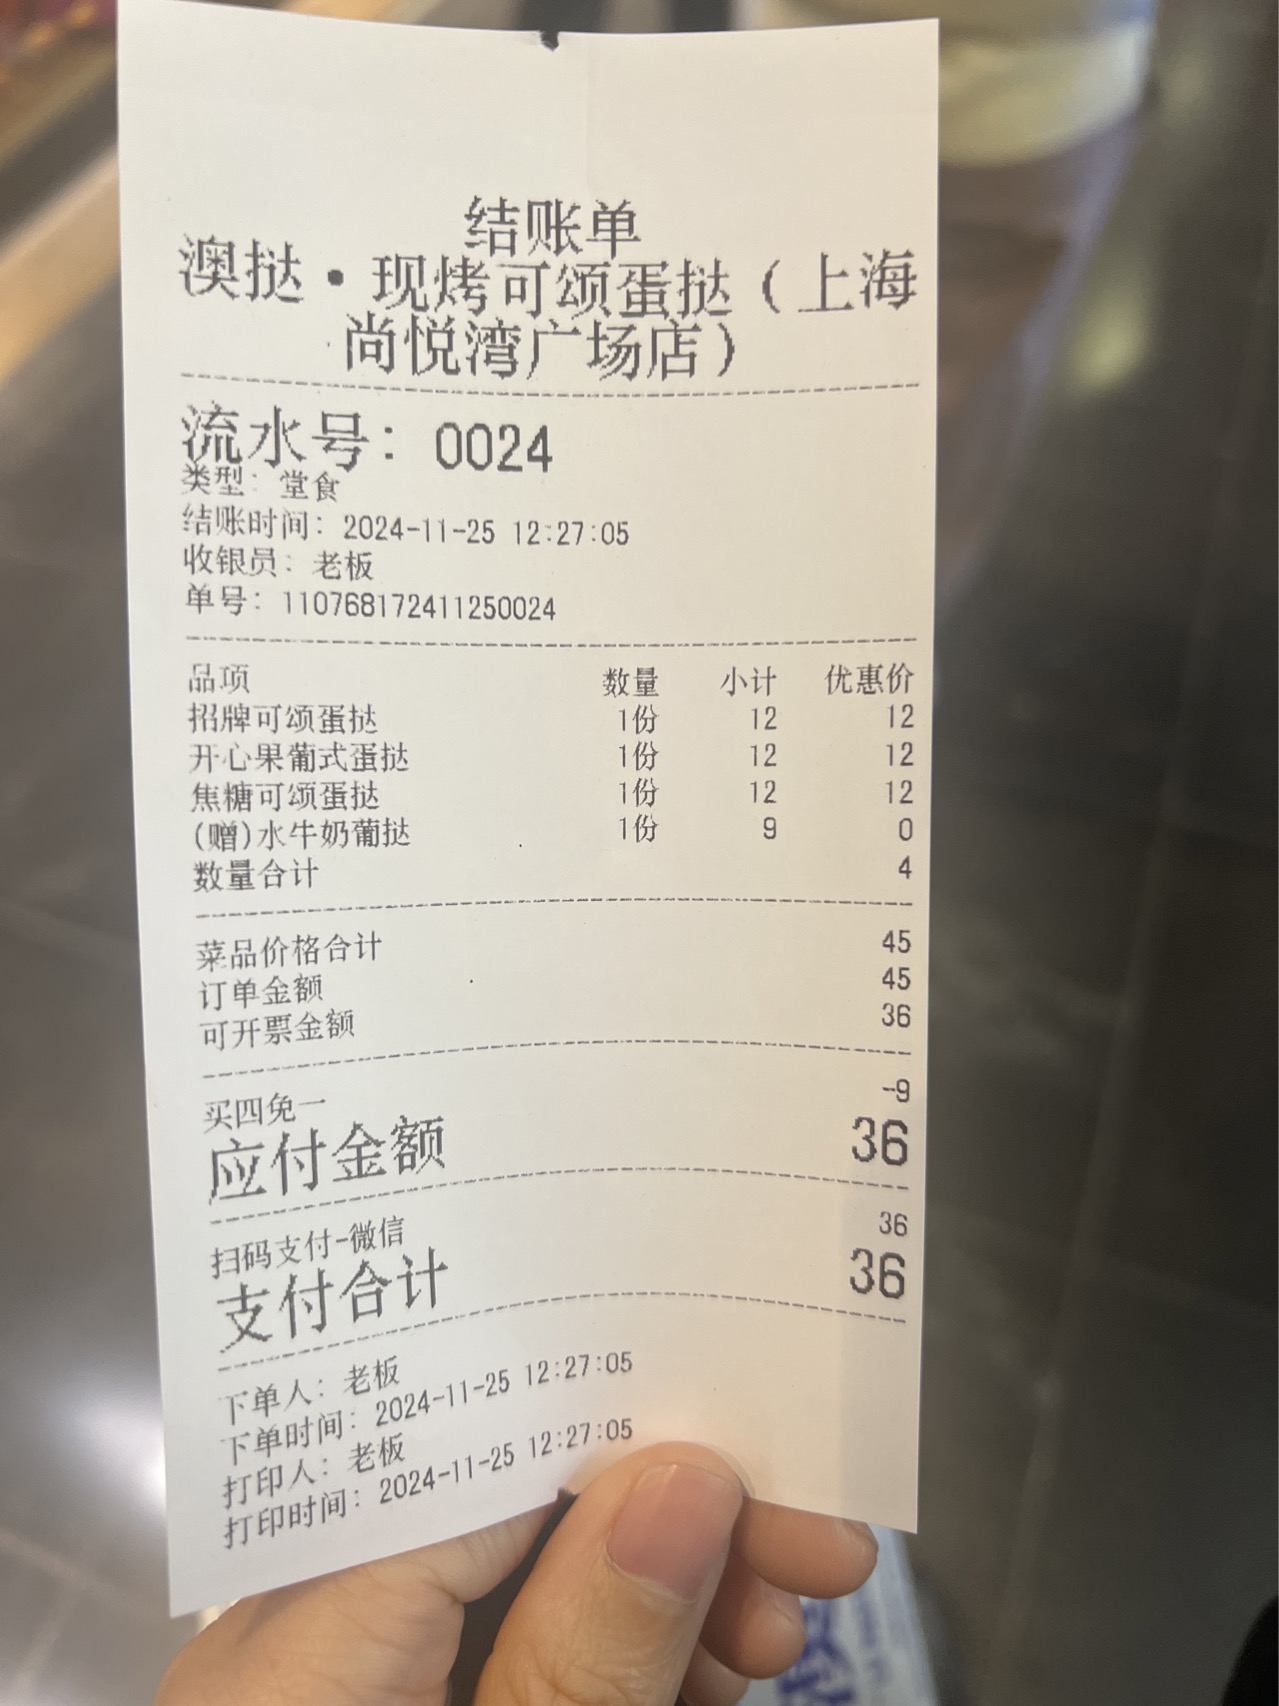 结账单
澳挞·现烤可颂蛋挞(上海
尚悦湾广场店)
流水号: 0024
类型: 堂食
结账时间: 2024-11-25 12:27:05
收银员: 老板
单号: 110768172411250024
品项 数量 小计 优惠价
招牌可颂蛋挞 1份 12 12
开心果葡式蛋挞 1份 12 12
焦糖可颂蛋挞 1份 12 12
(赠)水牛奶葡挞 1份 9 0
数量合计 4
菜品价格合计 45
订单金额 45
可开票金额 36
买四免一 -9
应付金额 36
扫码支付-微信 36
支付合计 36
下单人: 老板
下单时间: 2024-11-25 12:27:05
打印人: 老板
打印时间: 2024-11-25 12:27:05